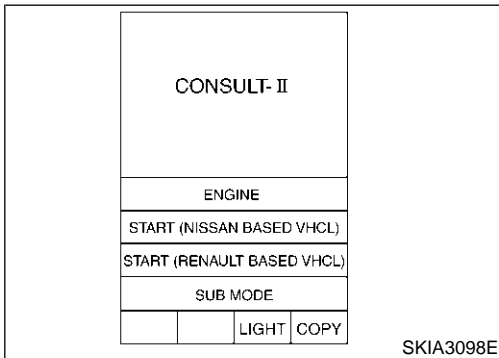 CONSULT-Ⅱ
ENGINE
START (NISSAN BASED VHCL)
START (RENAULT BASED VHCL)
SUB MODE
LIGHT COPY
SKIA3098E